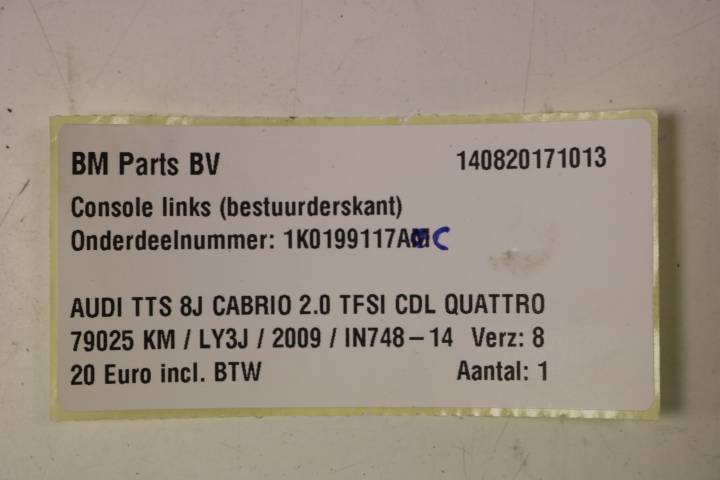 BM Parts BV 140820171013
Console links (bestuurderskant)
Onderdeelnummer: 1K0199117AM C
AUDI TTS 8J CABRIO 2.0 TFSI CDL QUATTRO
79025 KM / LY3J / 2009 / IN748-14 Verz: 8
20 Euro incl. BTW Aantal: 1